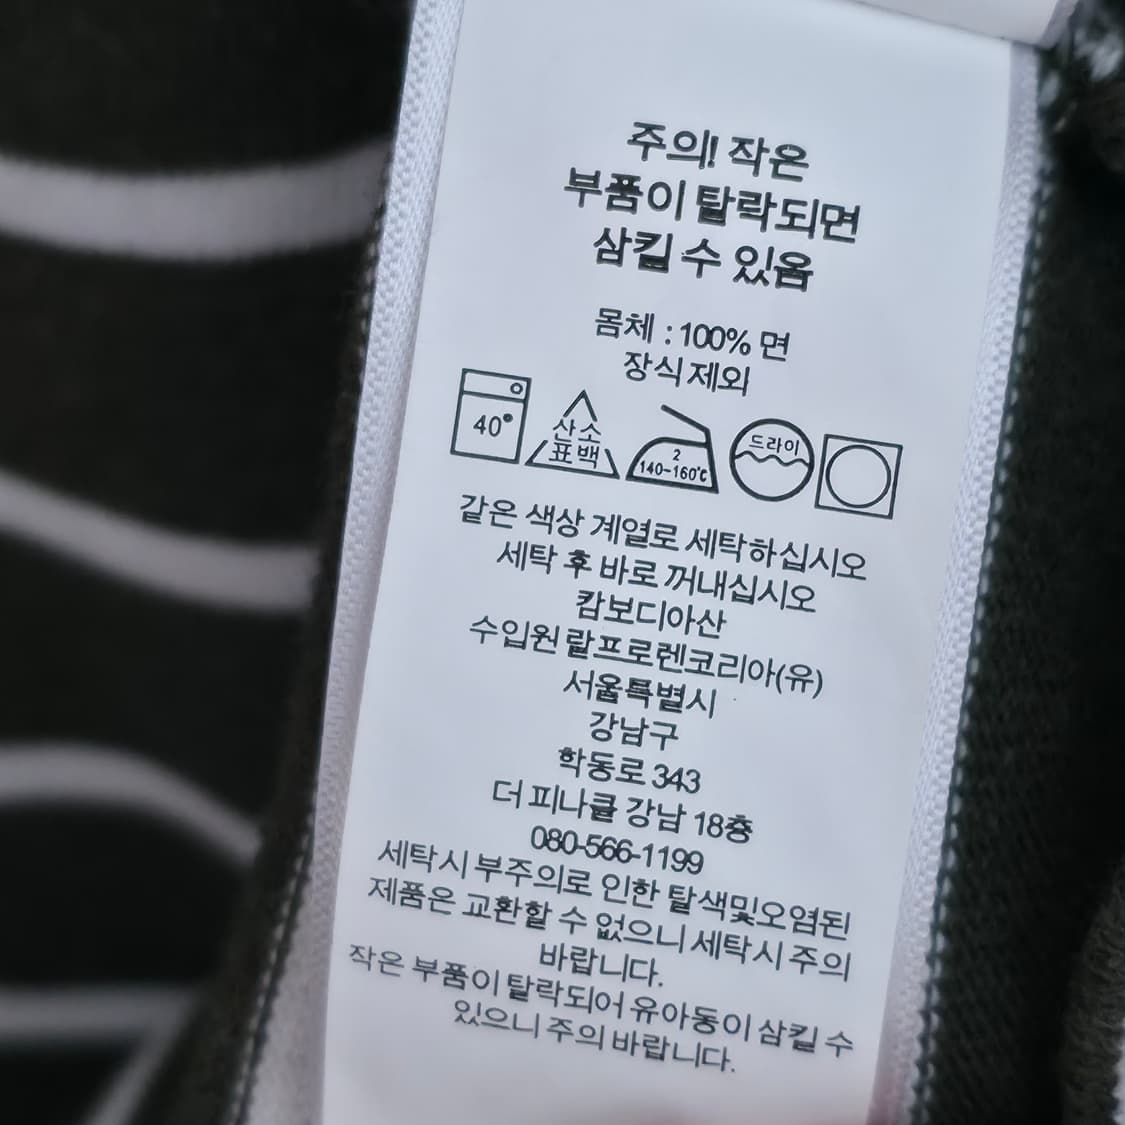 주의! 작은
부품이 탈락되면
삼킬 수 있음
몸체 : 100% 면
장식제외
40°
산소
표백
2
140-160℃
드라이
같은 색상 계열로 세탁하십시오
세탁 후 바로 꺼내십시오
캄보디아산
수입원 랄프로렌코리아(유)
서울특별시
강남구
학동로 343
더 피나클 강남 18층
080-566-1199
세탁시 부주의로 인한 탈색및오염된
제품은 교환할 수 없으니 세탁시 주의
바랍니다.
작은 부품이 탈락되어 유아동이 삼킬 수
있으니 주의 바랍니다.